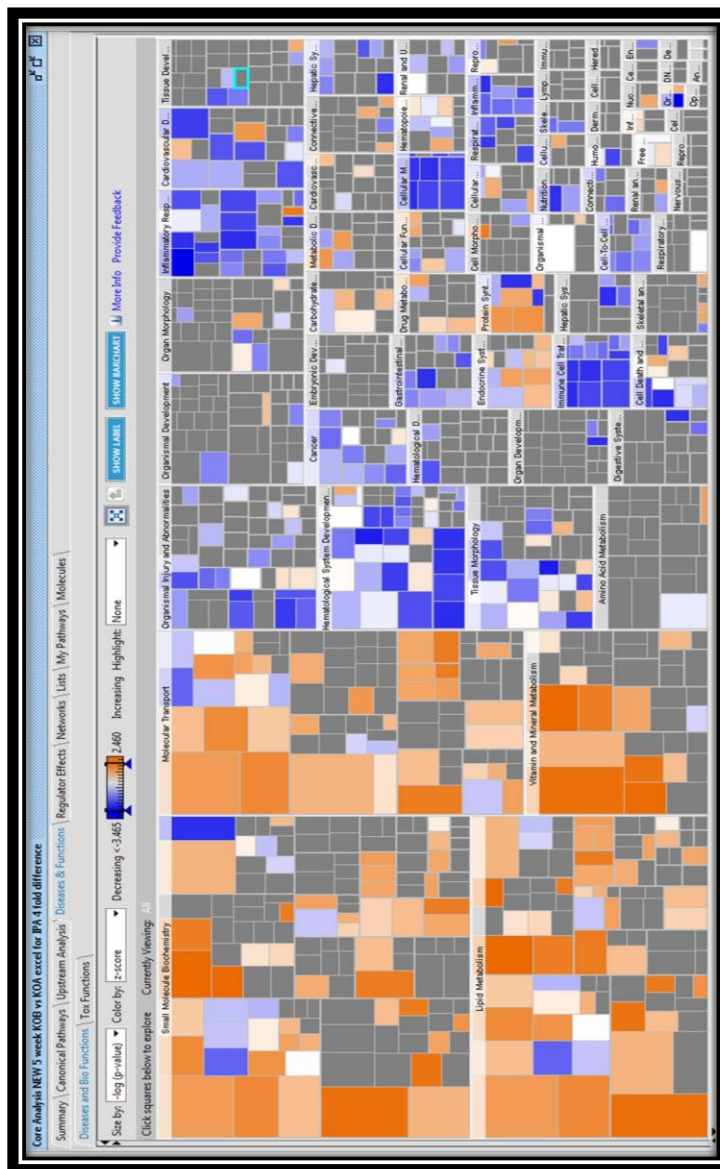 Core Analysis NEW 5 week KOB vs KOA excel for IPA 4 fold difference
Summary Canonical Pathways Upstream Analysis Diseases & Functions Regulator Effects Networks Lists My Pathways Molecules
Diseases and Bio Functions Tox Functions
Size by: -log (p-value) Color by: z-score Decreasing <-3.465 2.460 Increasing Highlight: None SHOW LABEL SHOW BARCHART More Info Provide Feedback
Click squares below to explore Currently Viewing: All
Small Molecule Biochemistry
Lipid Metabolism
Molecular Transport
Vitamin and Mineral Metabolism
Organismal Injury and Abnormalities
Hematological System Developmen...
Tissue Morphology
Amino Acid Metabolism
Organismal Development
Cancer
Hematological D...
Organ Developm...
Digestive Syste...
Organ Morphology
Embryonic Dev...
Gastrointestinal...
Endocrine Syst...
Immune Cell Traf...
Cell Death and ...
Carbohydrate...
Drug Metabo...
Protein Synt...
Hepatic Sys...
Skeletal an...
Inflammatory Resp...
Metabolic D...
Cellular Fun...
Cell Morpho...
Organismal ...
Cell-To-Cell ...
Respiratory...
Cardiovascular D...
Cardiovasc...
Cellular M...
Cellular ...
Nutrition...
Connecti...
Renal an...
Nervous...
Tissue Devel...
Connective...
Hematopoie...
Respirat...
Cellu...
Humo...
Free ...
Repro...
Hepatic Sy...
Renal and U...
Inflamm...
Skele...
Derm...
Inf...
Cel...
Repro...
Lymp...
Cell...
Nuc...
Or...
Op...
Immu...
Hered...
Ce...
DN...
An...
En...
De...